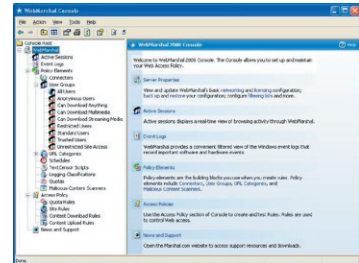 WebMarshal Console
File Action View Tools Help
Console Root
WebMarshal
Active Sessions
Event Logs
Policy Elements
Connectors
User Groups
All Users
Anonymous Users
Can Download Anything
Can Download Multimedia
Can Download Streaming Media
Restricted Users
Standard Users
Trusted Users
Unrestricted Site Access
URL Categories
Schedules
TextCensor Scripts
Logging Classifications
Quotas
Malicious Content Scanners
Access Policy
Quota Rules
Site Rules
Content Download Rules
Content Upload Rules
News and Support
WebMarshal 2006 Console
Help
Welcome to WebMarshal 2006 Console. The Console allows you to set up and maintain
your Web Access Policy.
Server Properties
View and update WebMarshal's basic networking and licensing configuration;
back up and restore your configuration; configure filtering lists and more.
Active Sessions
Active sessions displays a real-time view of browsing activity through WebMarshal.
Event Logs
WebMarshal provides a convenient filtered view of the Windows event logs that
record important software and hardware events.
Policy Elements
Policy elements are the building blocks you use when you create rules. Policy
elements include Connectors, User Groups, URL Categories, and
Malicious Content Scanners.
Access Policies
Use the Access Policy section of Console to create and test Rules. Rules are used
to control Web access.
News and Support
Open the Marshal.com website to access support resources and downloads.
Done